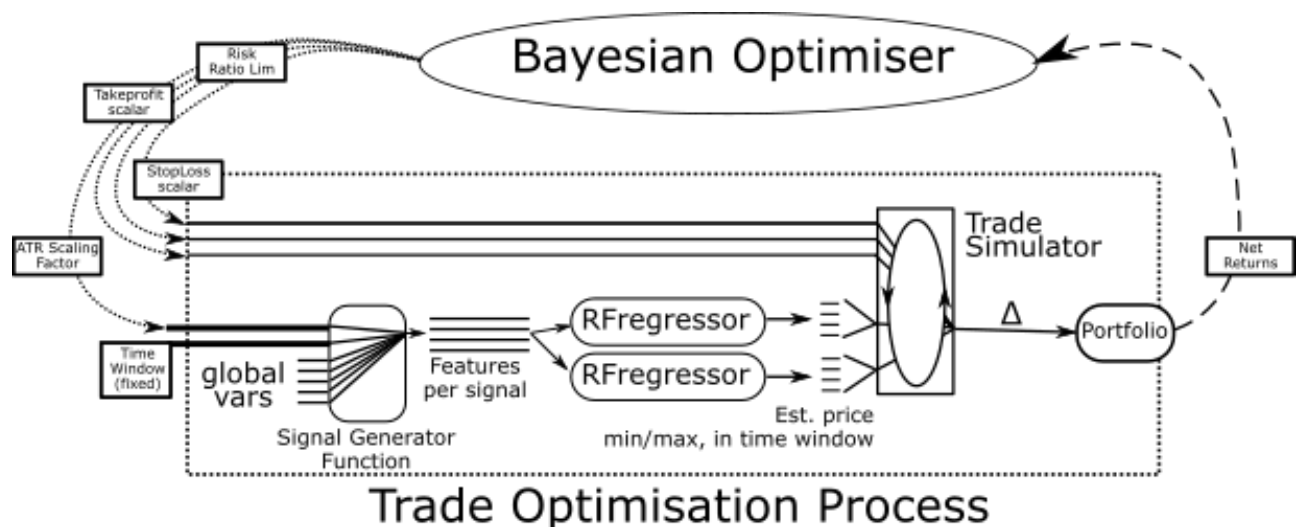 Bayesian Optimiser
Risk
Ratio Lim
Takeprofit
scalar
StopLoss
scalar
ATR Scaling
Factor
Trade
Simulator
Net
Returns
RFregressor
Δ
Portfolio
Time
Window
(fixed)
global
vars
Features
per signal
RFregressor
Signal Generator
Function
Est. price
min/max, in time window
Trade Optimisation Process